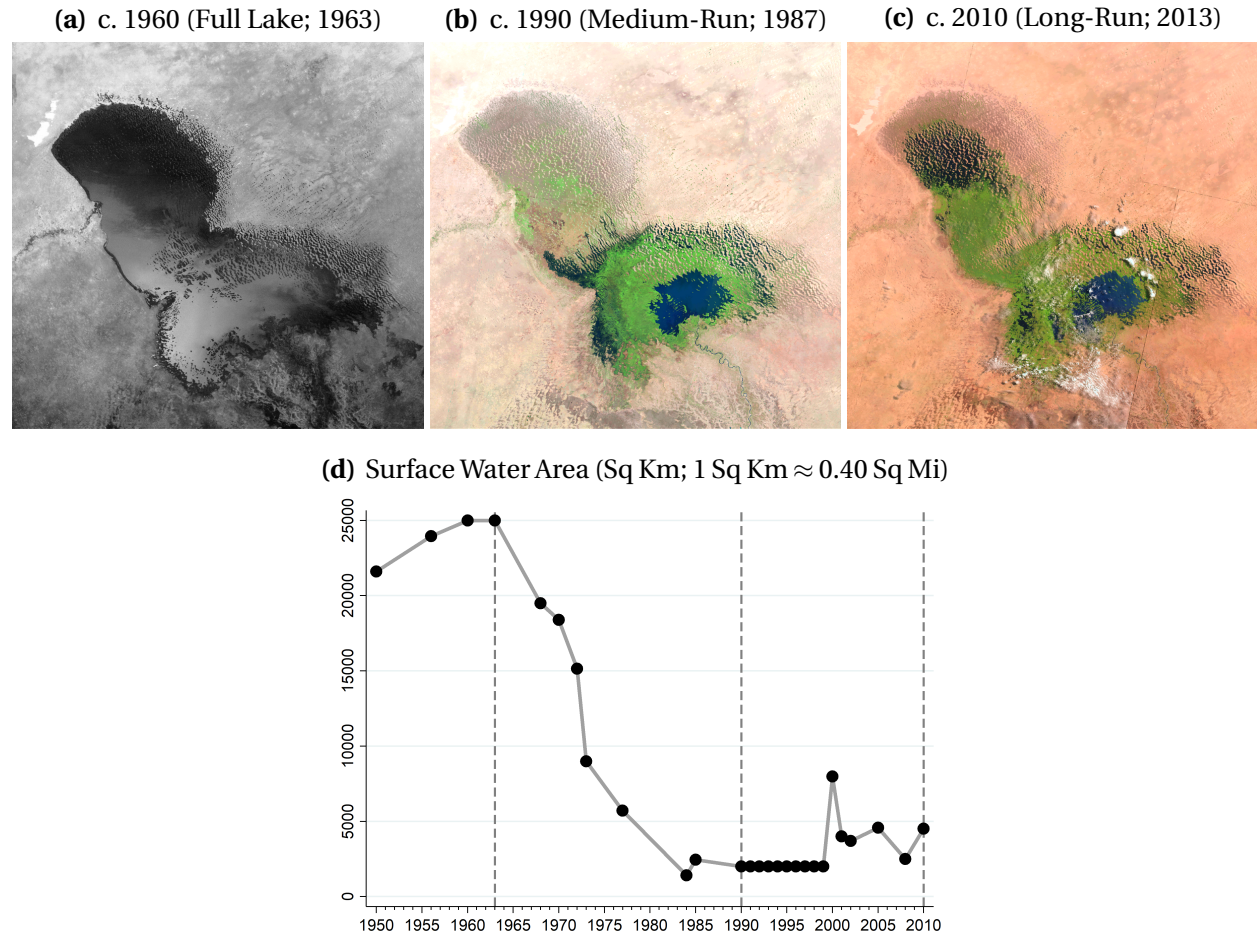 (a) c. 1960 (Full Lake; 1963)
(b) c. 1990 (Medium-Run; 1987)
(c) c. 2010 (Long-Run; 2013)
(d) Surface Water Area (Sq Km; 1 Sq Km ≈ 0.40 Sq Mi)
25000
20000
15000
10000
5000
0
1950 1955 1960 1965 1970 1975 1980 1985 1990 1995 2000 2005 2010